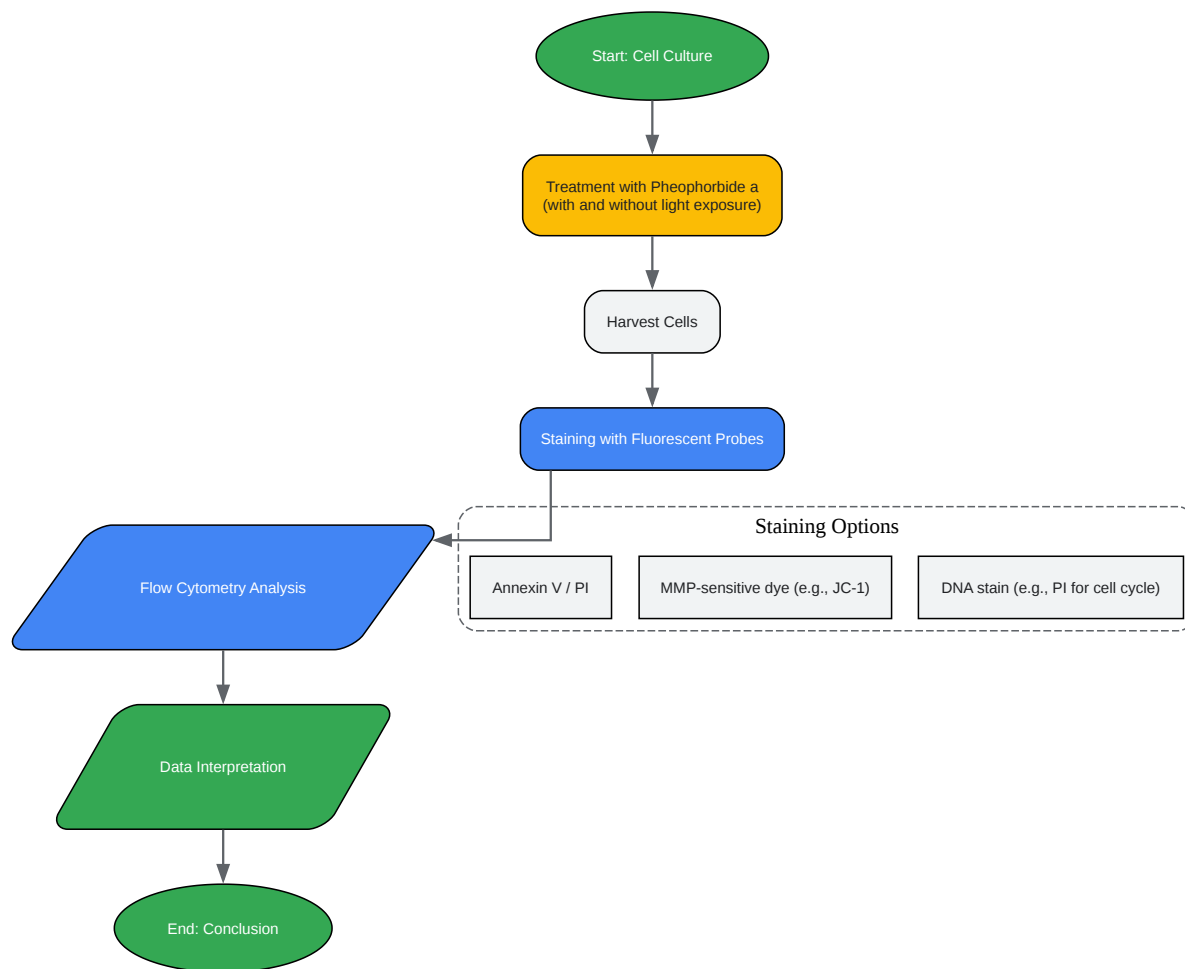 Start: Cell Culture
Treatment with Pheophorbide a
(with and without light exposure)
Harvest Cells
Staining with Fluorescent Probes
Staining Options
Flow Cytometry Analysis
Annexin V / PI
MMP-sensitive dye (e.g., JC-1)
DNA stain (e.g., PI for cell cycle)
Data Interpretation
End: Conclusion